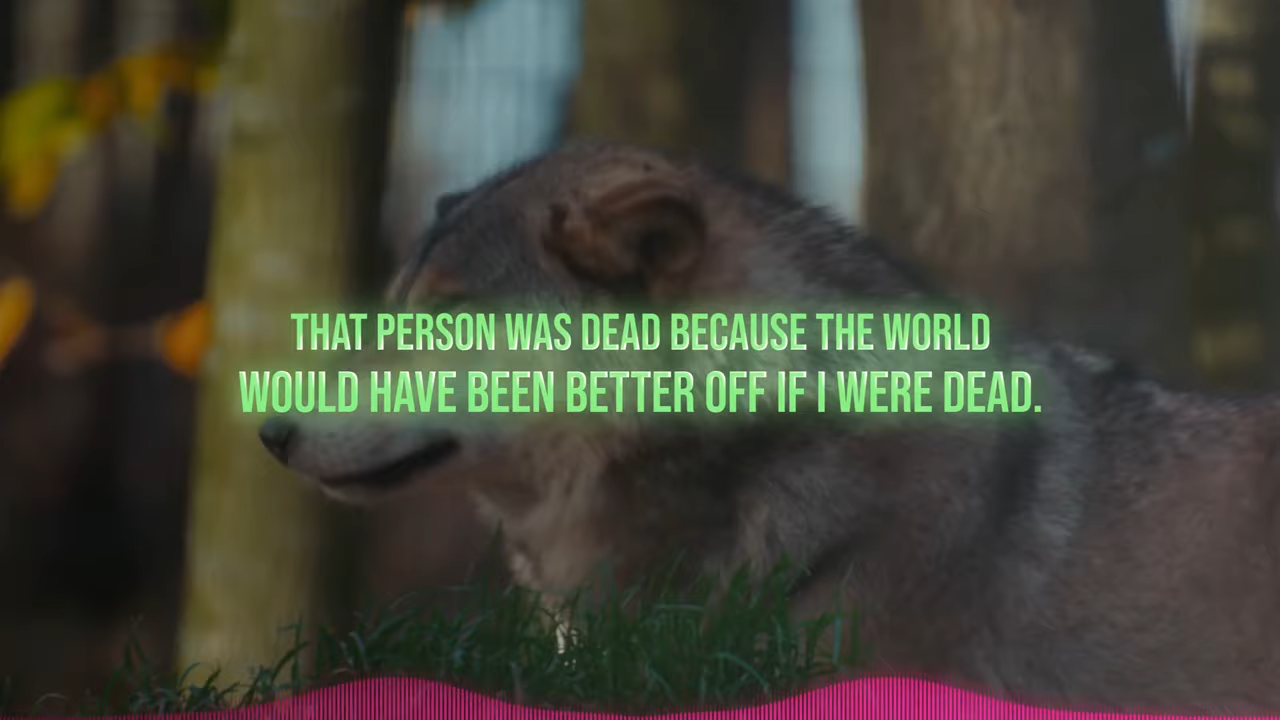 THAT PERSON WAS DEAD BECAUSE THE WORLD
WOULD HAVE BEEN BETTER OFF IF I WERE DEAD.